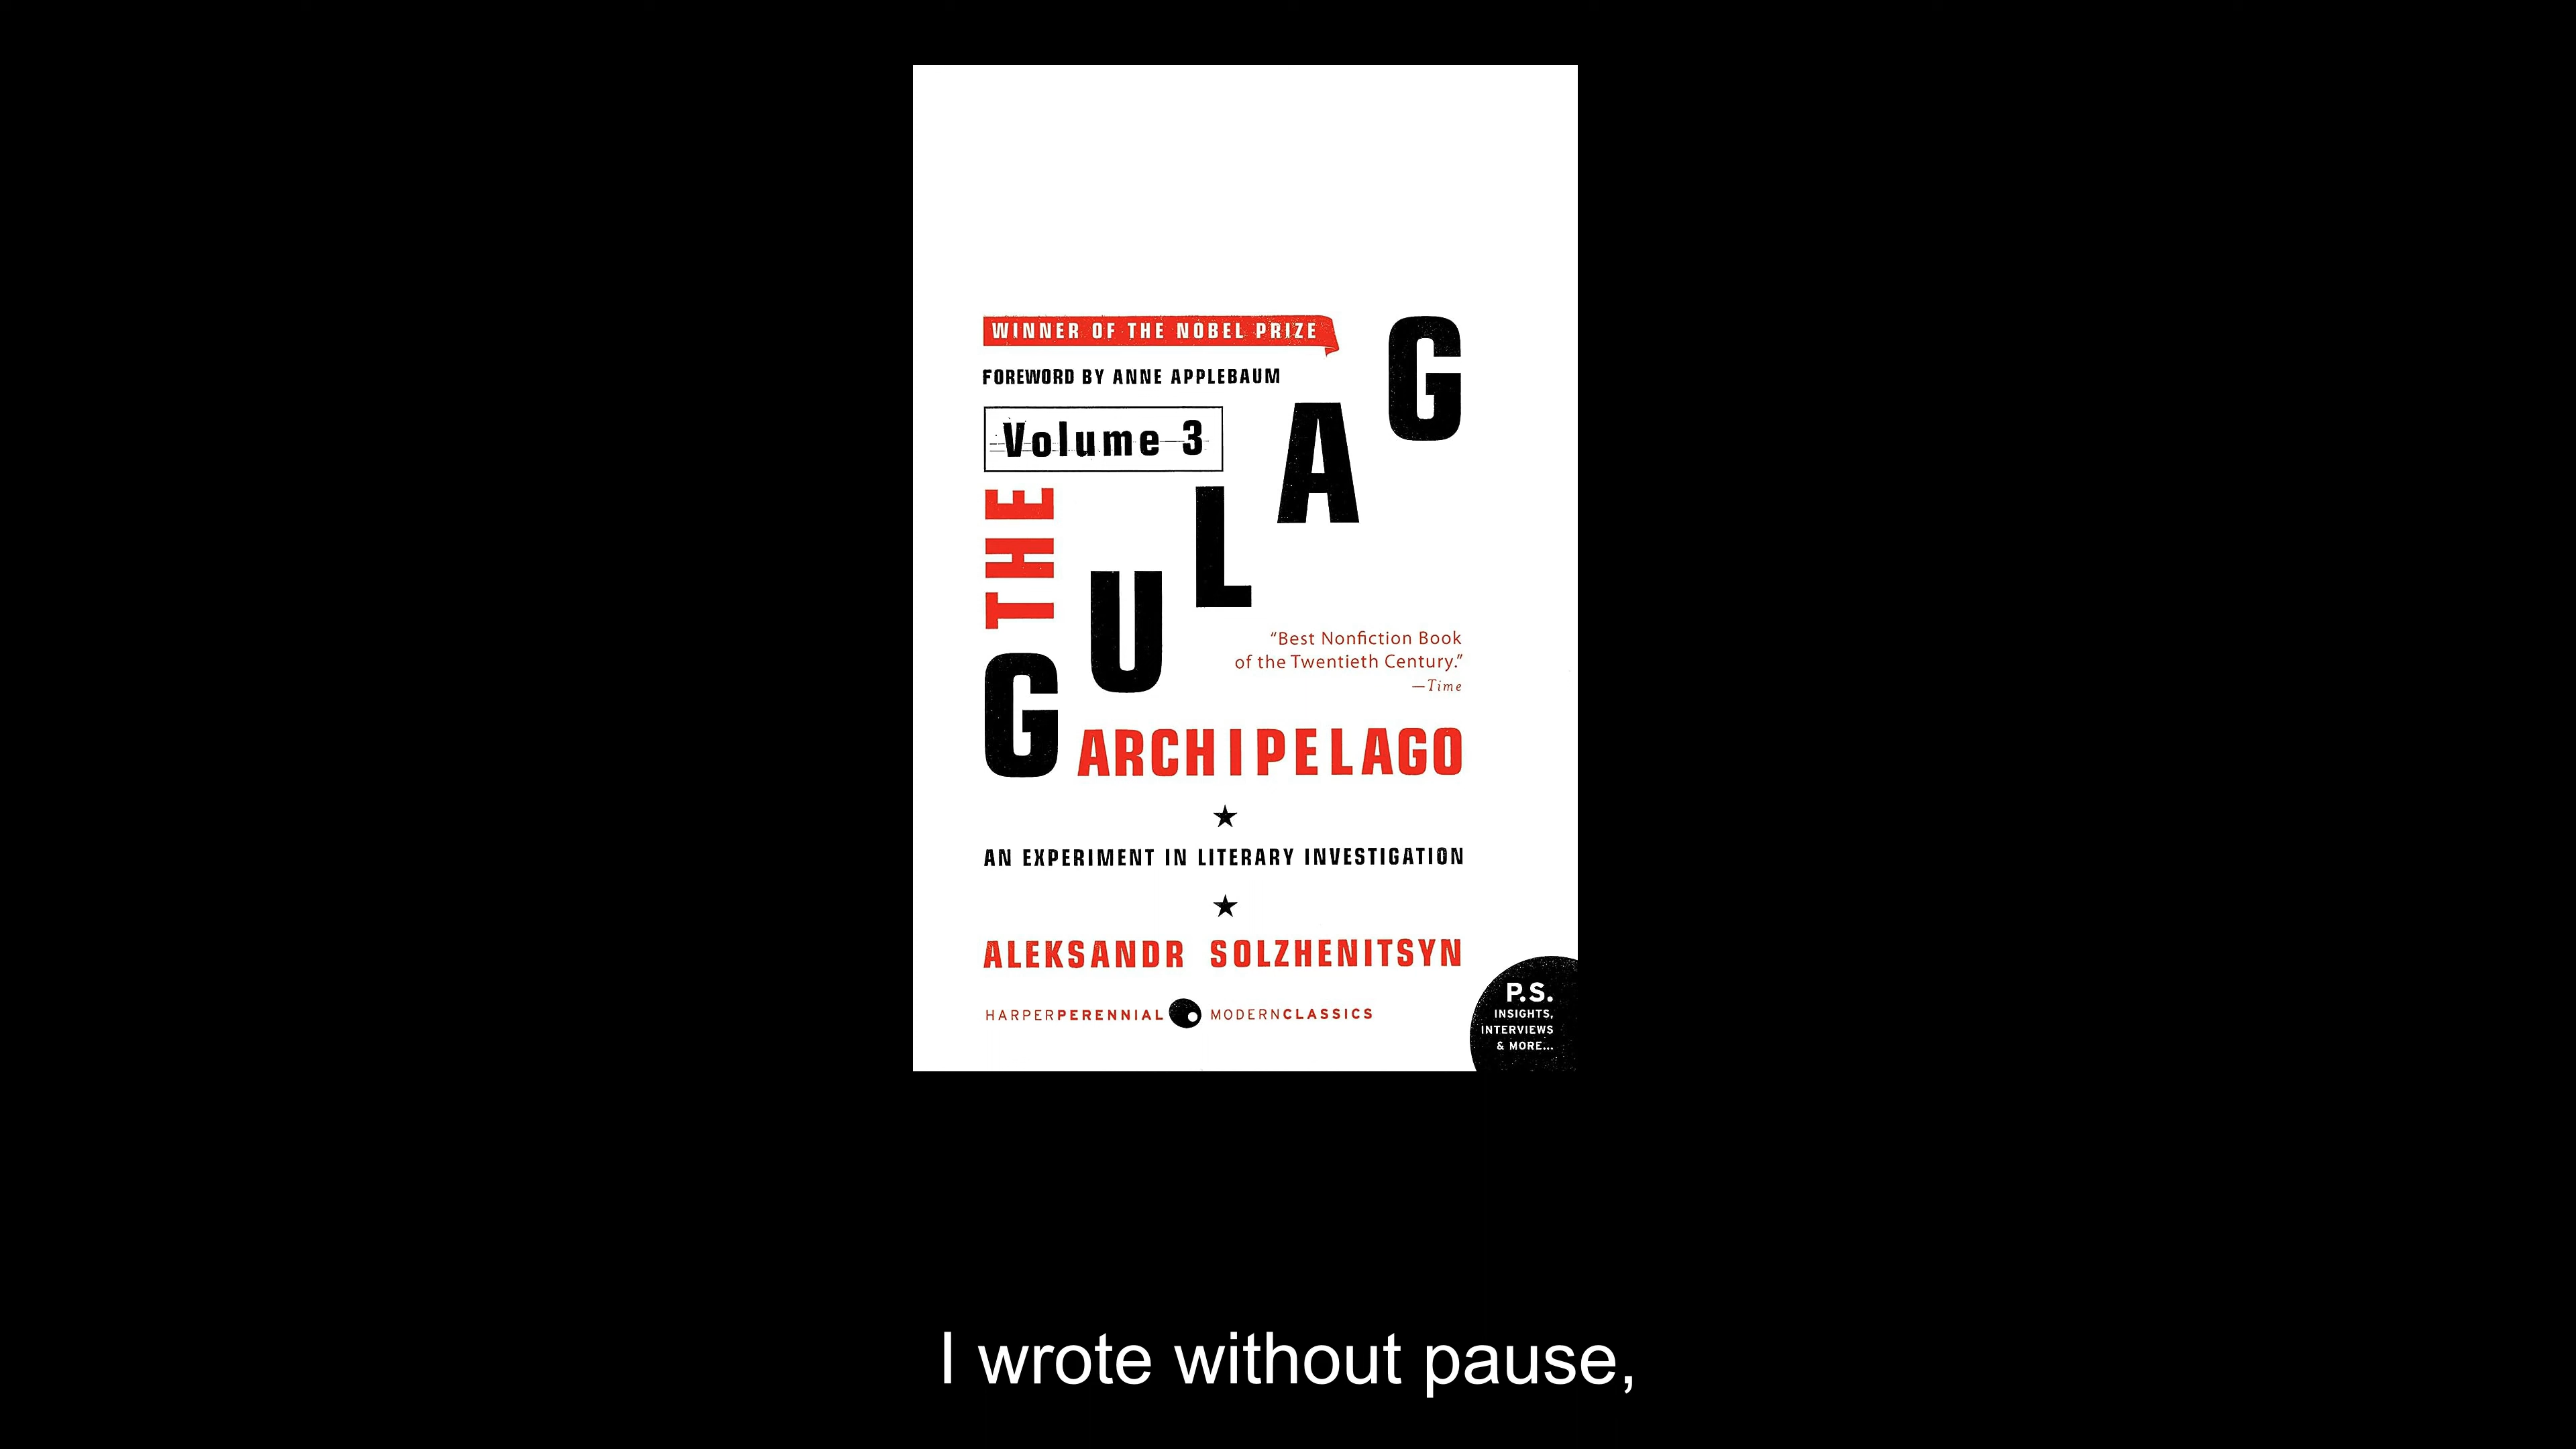 WINNER OF THE NOBEL PRIZE
FOREWORD BY ANNE APPLEBAUM
Volume 3
THE
GULAG
"Best Nonfiction Book
of the Twentieth Century."
—Time
ARCHIPELAGO
AN EXPERIMENT IN LITERARY INVESTIGATION
ALEKSANDR SOLZHENITSYN
HARPERPERENNIAL MODERNCLASSICS
P.S.
INSIGHTS,
INTERVIEWS
& MORE...
I wrote without pause,